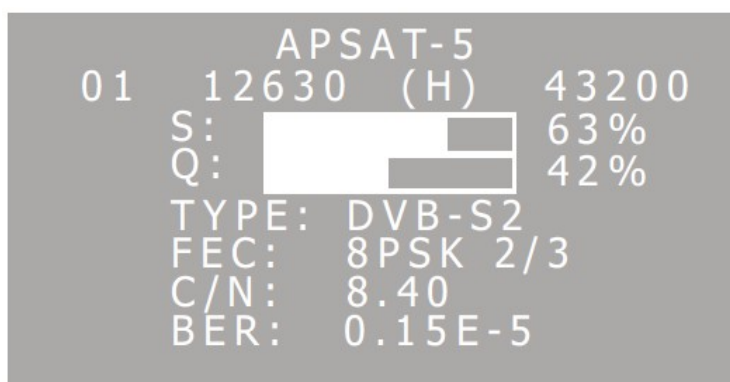 APSAT-5
01 12630 (H) 43200
S: 63%
Q: 42%
TYPE: DVB-S2
FEC: 8PSK 2/3
C/N: 8.40
BER: 0.15E-5